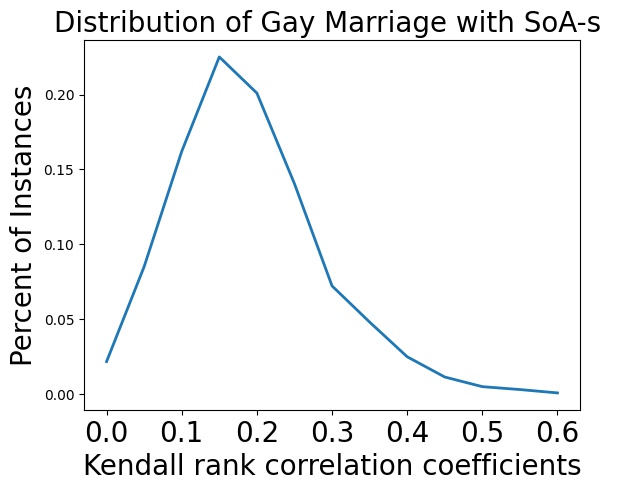 Distribution of Gay Marriage with SoA-s
Percent of Instances
0.20
0.15
0.10
0.05
0.00
0.0 0.1 0.2 0.3 0.4 0.5 0.6
Kendall rank correlation coefficients